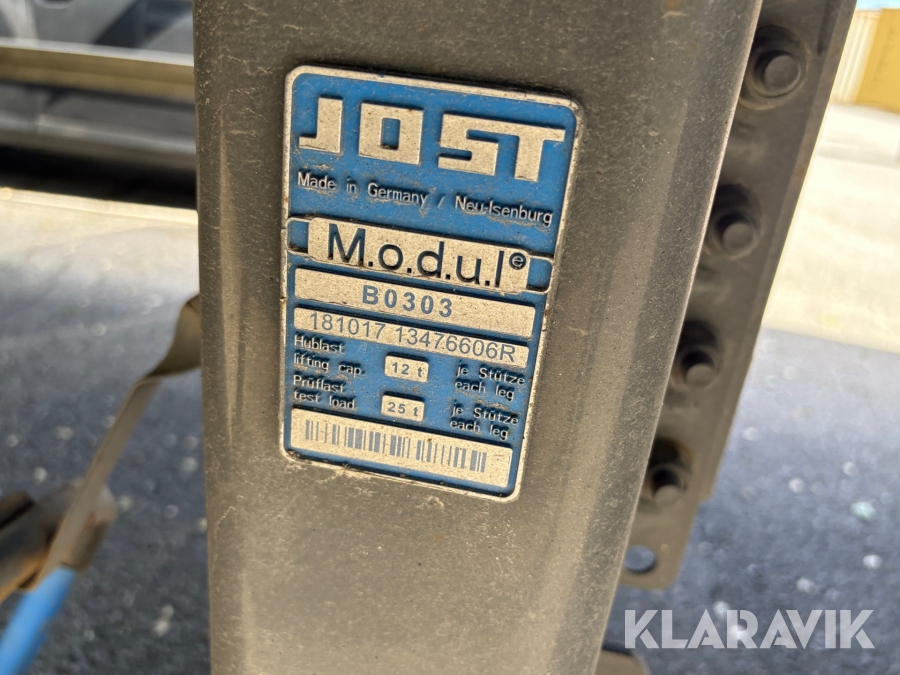 JOST
Made in Germany / Neu-Isenburg
M.o.d.u.l e
B0303
181017 13476606R
Hublast
lifting cap. 12 t je Stütze
each leg
Prüflast
test load 25 t je Stütze
each leg
KLARAVIK